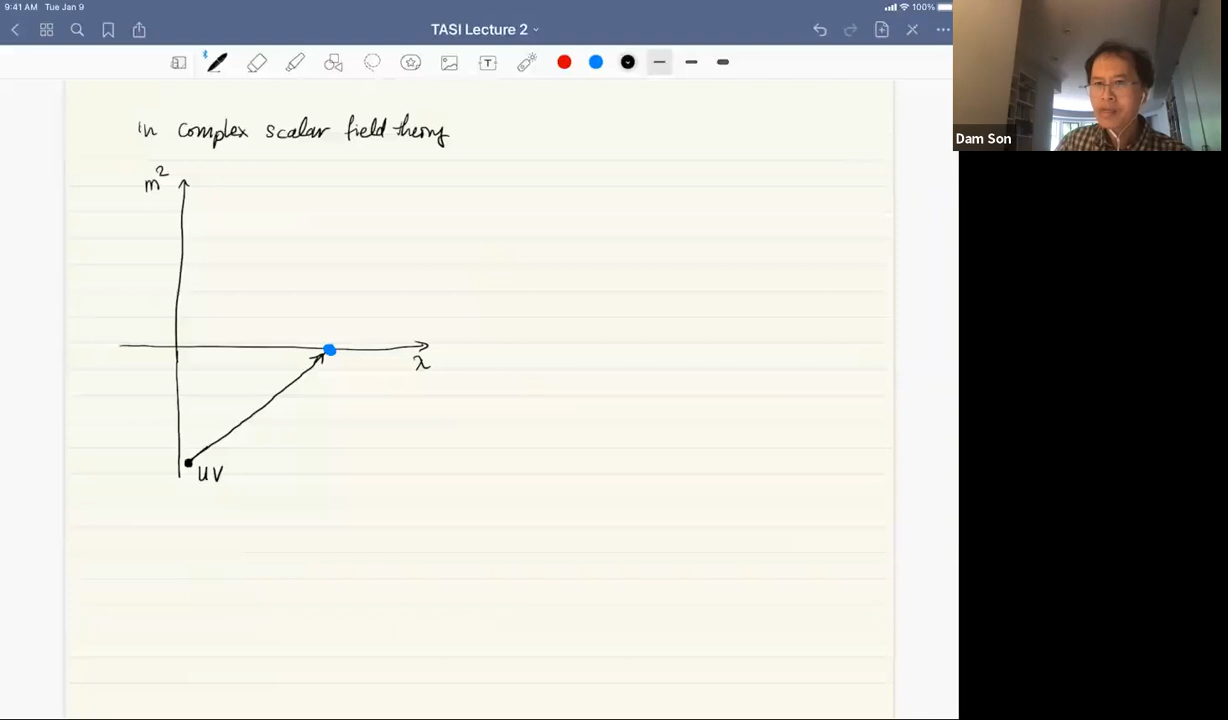 9:41 AM Tue Jan 9
100%
TASI Lecture 2
T
Dam Son
in complex scalar field theory
m²
λ
UV